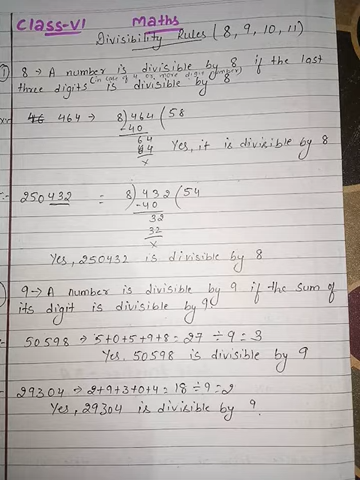 Class-VI Maths
Divisibility Rules (8, 9, 10, 11)
① 8 → A number is divisible by 8, if the last
(in case of 4 or more digit number)
three digits is divisible by 8
464 → 8)464(58
-40
64
64
x
Yes, it is divisible by 8
250432 = 8)432(54
-40
32
32
x
Yes, 250432 is divisible by 8
9 → A number is divisible by 9 if the sum of
its digit is divisible by 9.
50598 → 5+0+5+9+8 = 27 ÷ 9 = 3
Yes. 50598 is divisible by 9
29304 → 2+9+3+0+4 = 18 ÷ 9 = 2
Yes, 29304 is divisible by 9.